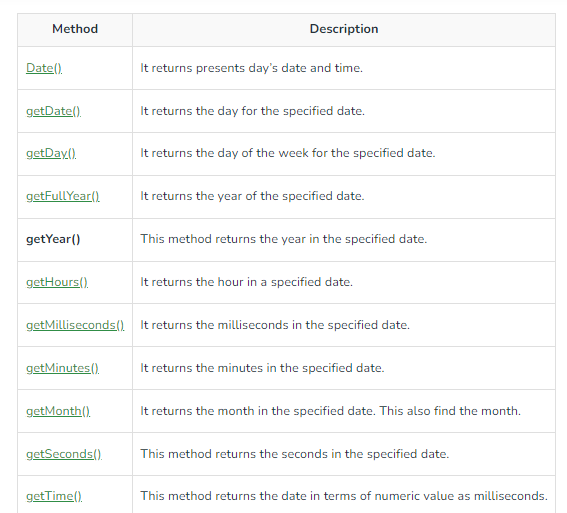 Method Description
Date() It returns presents day's date and time.
getDate() It returns the day for the specified date.
getDay() It returns the day of the week for the specified date.
getFullYear() It returns the year of the specified date.
getYear() This method returns the year in the specified date.
getHours() It returns the hour in a specified date.
getMilliseconds() It returns the milliseconds in the specified date.
getMinutes() It returns the minutes in the specified date.
getMonth() It returns the month in the specified date. This also find the month.
getSeconds() This method returns the seconds in the specified date.
getTime() This method returns the date in terms of numeric value as milliseconds.